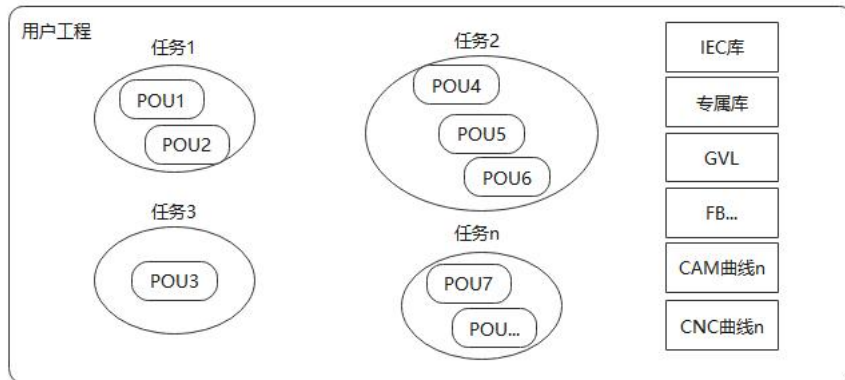 用户工程
任务1
POU1
POU2
任务2
POU4
POU5
POU6
任务3
POU3
任务n
POU7
POU...
IEC库
专属库
GVL
FB...
CAM曲线n
CNC曲线n